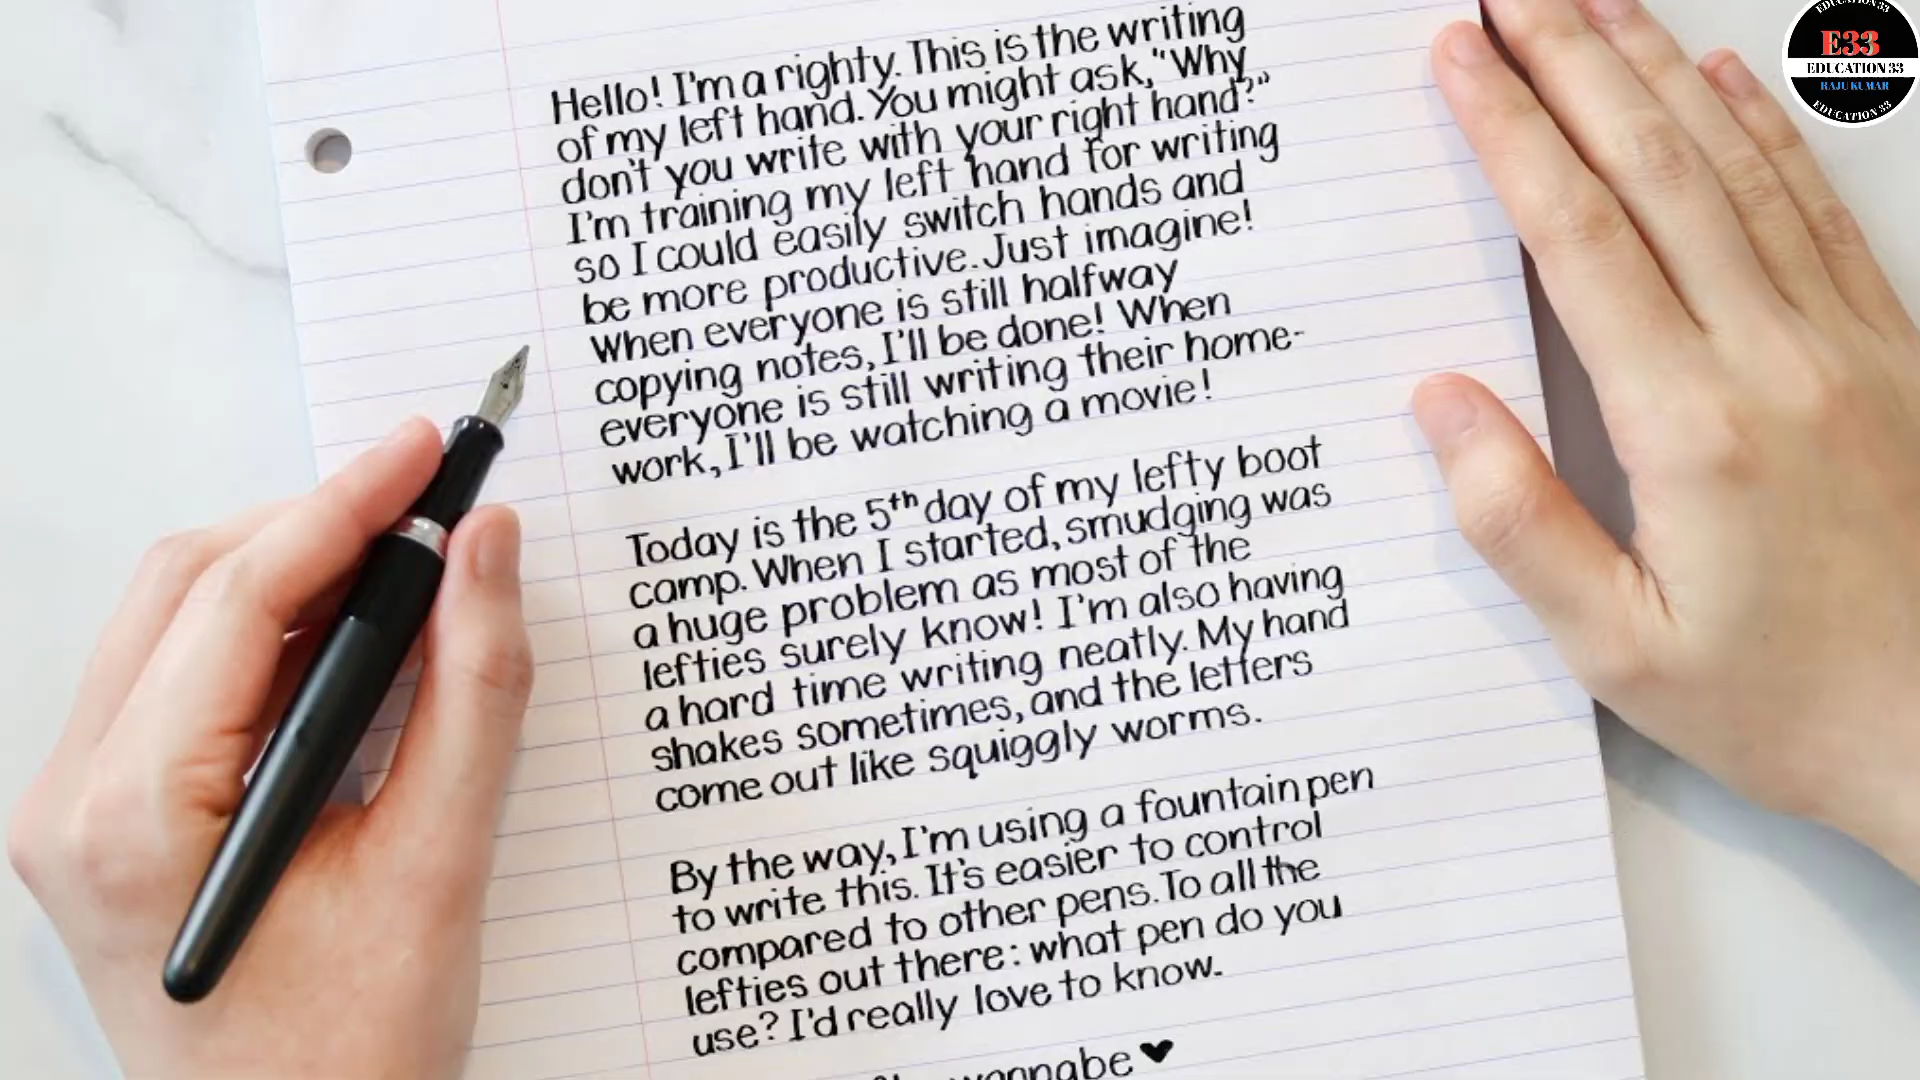 Hello! I'm a righty. This is the writing
of my left hand. You might ask, "Why
don't you write with your right hand?"
I'm training my left hand for writing
so I could easily switch hands and
be more productive. Just imagine!
When everyone is still halfway
copying notes, I'll be done! When
everyone is still writing their home-
work, I'll be watching a movie!
Today is the 5th day of my lefty boot
camp. When I started, smudging was
a huge problem as most of the
lefties surely know! I'm also having
a hard time writing neatly. My hand
shakes sometimes, and the letters
come out like squiggly worms.
By the way, I'm using a fountain pen
to write this. It's easier to control
compared to other pens. To all the
lefties out there: what pen do you
use? I'd really love to know.
wannabe ♥
EDUCATION 33
E33
EDUCATION 33
RAJU KUMAR
EDUCATION 33